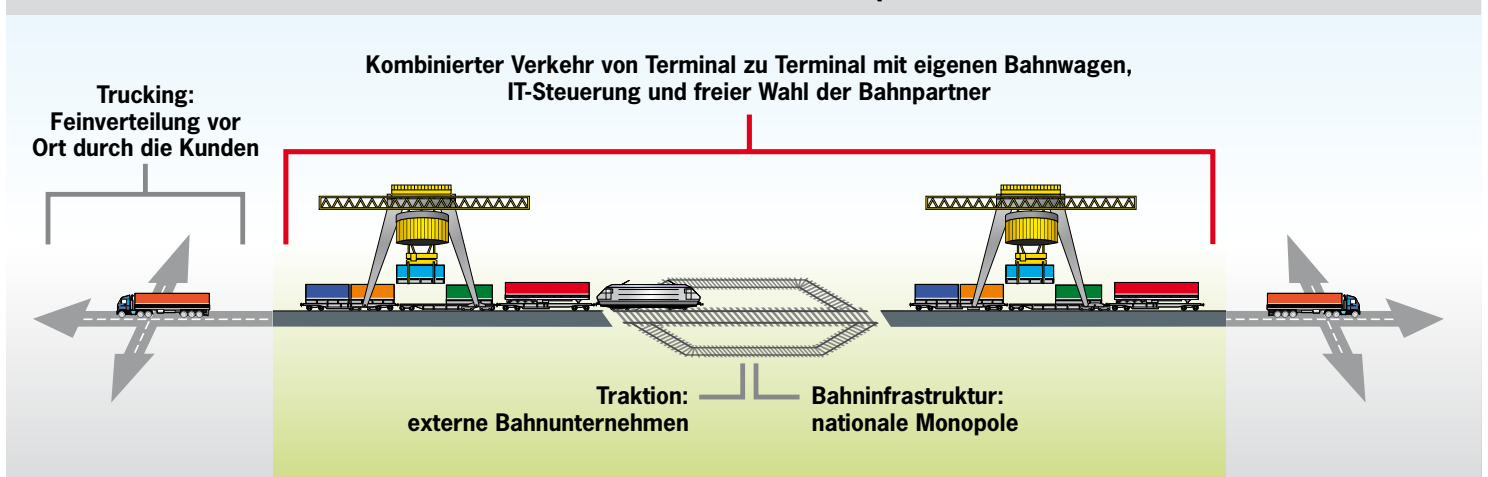 Kombinierter Verkehr von Terminal zu Terminal mit eigenen Bahnwagen,
IT-Steuerung und freier Wahl der Bahnpartner
Trucking:
Feinverteilung vor
Ort durch die Kunden
Traktion:
externe Bahnunternehmen
Bahninfrastruktur:
nationale Monopole